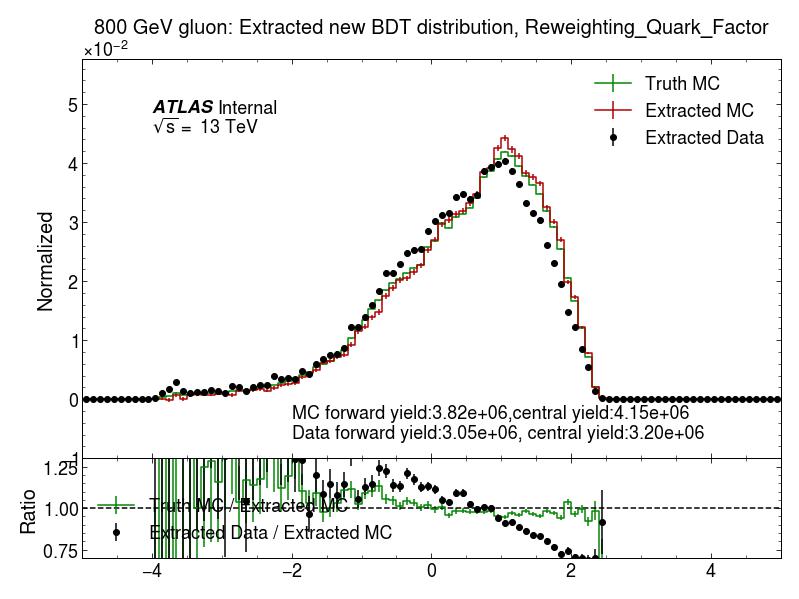 800 GeV gluon: Extracted new BDT distribution, Reweighting_Quark_Factor
×10⁻²
ATLAS Internal
√s = 13 TeV
Truth MC
Extracted MC
Extracted Data
Normalized
5
4
3
2
1
0
MC forward yield:3.82e+06,central yield:4.15e+06
Data forward yield:3.05e+06, central yield:3.20e+06
1
Ratio
1.25
1.00
0.75
Truth MC / Extracted MC
Extracted Data / Extracted MC
−4 −2 0 2 4